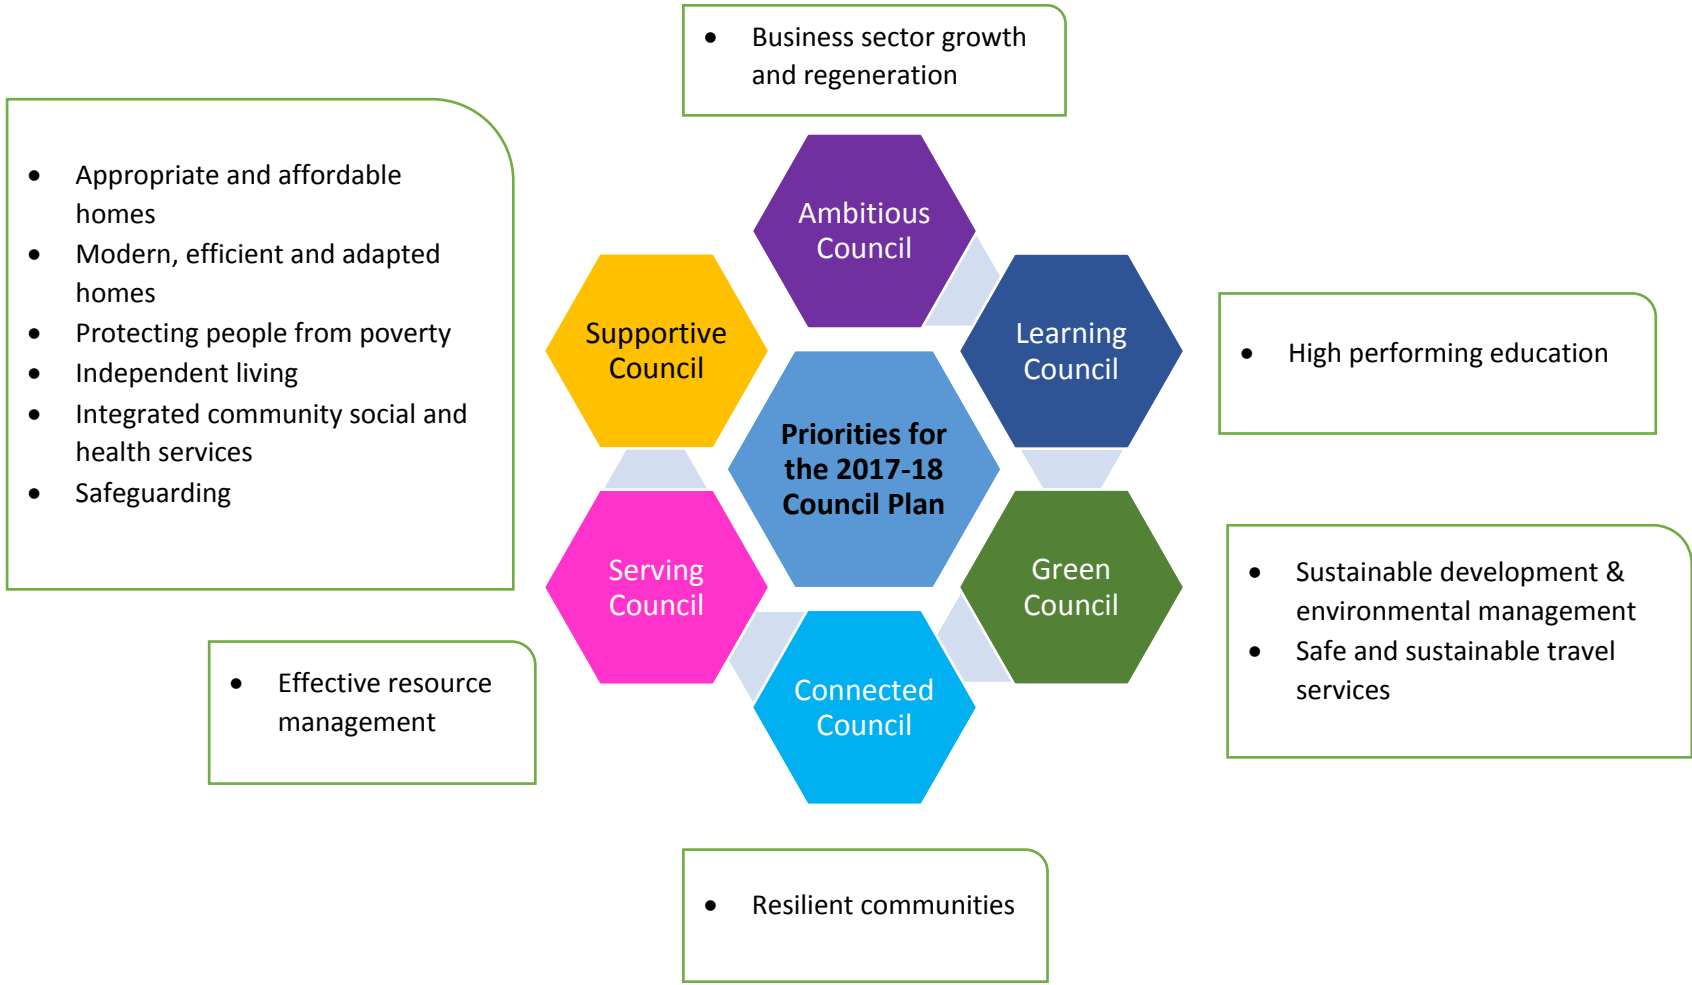 • Business sector growth
and regeneration
• Appropriate and affordable
homes
• Modern, efficient and adapted
homes
• Protecting people from poverty
• Independent living
• Integrated community social and
health services
• Safeguarding
Ambitious
Council
Supportive
Council
Learning
Council
• High performing education
Priorities for
the 2017-18
Council Plan
Serving
Council
Green
Council
• Sustainable development &
environmental management
• Safe and sustainable travel
services
• Effective resource
management
Connected
Council
• Resilient communities